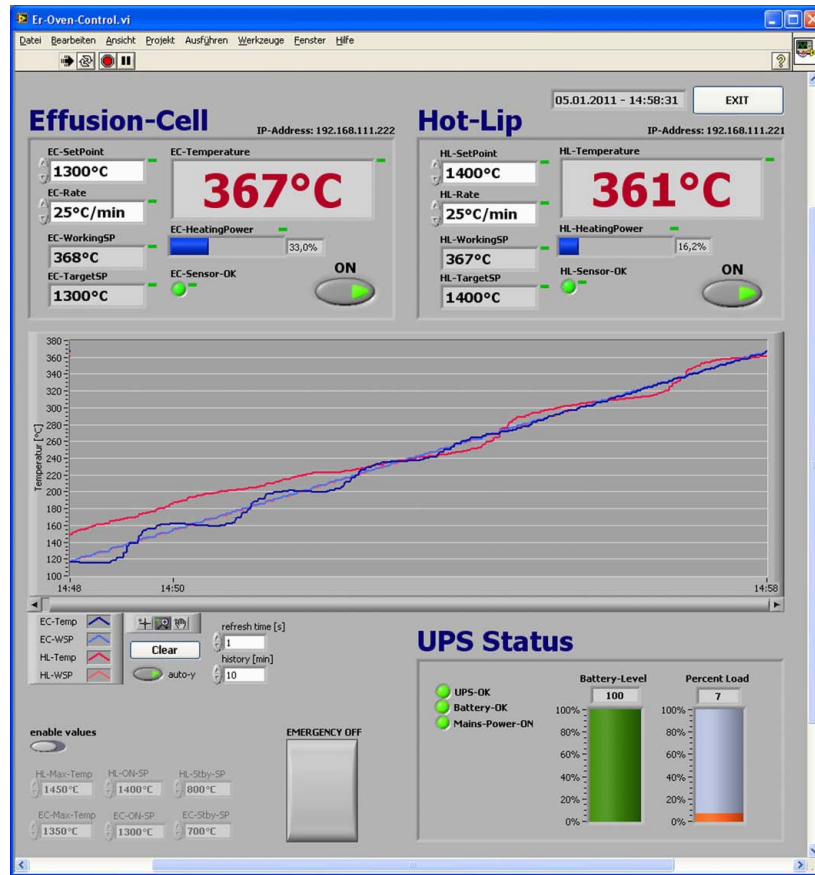 Er-Oven-Control.vi
Datei Bearbeiten Ansicht Projekt Ausführen Werkzeuge Fenster Hilfe
05.01.2011 - 14:58:31 EXIT
Effusion-Cell IP-Address: 192.168.111.222
EC-SetPoint
1300°C
EC-Rate
25°C/min
EC-WorkingSP
368°C
EC-TargetSP
1300°C
EC-Temperature
367°C
EC-HeatingPower
33,0%
EC-Sensor-OK
ON
Hot-Lip IP-Address: 192.168.111.221
HL-SetPoint
1400°C
HL-Rate
25°C/min
HL-WorkingSP
367°C
HL-TargetSP
1400°C
HL-Temperature
361°C
HL-HeatingPower
16,2%
HL-Sensor-OK
ON
Temperatur [°C]
380
360
340
320
300
280
260
240
220
200
180
160
140
120
100
14:48 14:50 14:58
EC-Temp
EC-WSP
HL-Temp
HL-WSP
Clear
auto-y
refresh time [s]
1
history [min]
10
UPS Status
UPS-OK
Battery-OK
Mains-Power-ON
Battery-Level
100
100%
80%
60%
40%
20%
0%
Percent Load
7
100%
80%
60%
40%
20%
0%
enable values
HL-Max-Temp HL-ON-SP HL-Stby-SP
1450°C 1400°C 800°C
EC-Max-Temp EC-ON-SP EC-Stby-SP
1350°C 1300°C 700°C
EMERGENCY OFF